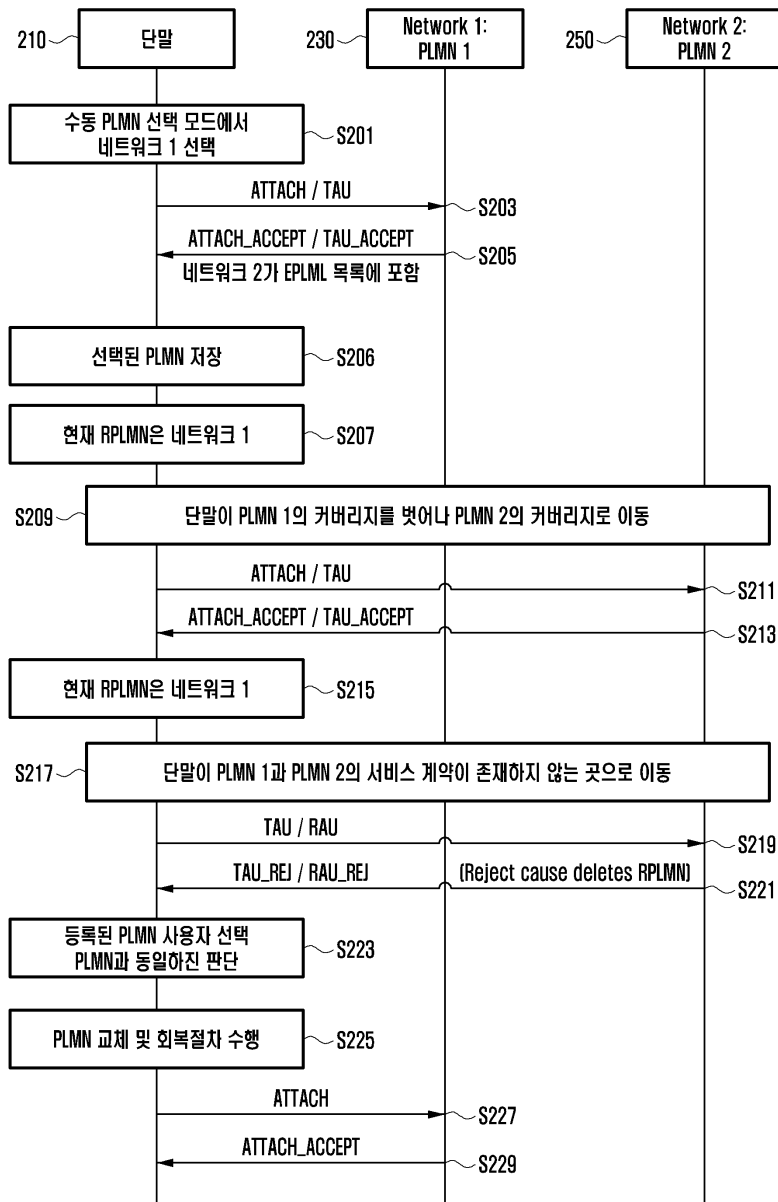 210
단말
230
Network 1:
PLMN 1
250
Network 2:
PLMN 2
수동 PLMN 선택 모드에서
네트워크 1 선택
S201
ATTACH / TAU
S203
ATTACH_ACCEPT / TAU_ACCEPT
S205
네트워크 2가 EPLML 목록에 포함
선택된 PLMN 저장
S206
현재 RPLMN은 네트워크 1
S207
S209
단말이 PLMN 1의 커버리지를 벗어나 PLMN 2의 커버리지로 이동
ATTACH / TAU
S211
ATTACH_ACCEPT / TAU_ACCEPT
S213
현재 RPLMN은 네트워크 1
S215
S217
단말이 PLMN 1과 PLMN 2의 서비스 계약이 존재하지 않는 곳으로 이동
TAU / RAU
S219
TAU_REJ / RAU_REJ
(Reject cause deletes RPLMN)
S221
등록된 PLMN 사용자 선택
PLMN과 동일하진 판단
S223
PLMN 교체 및 회복절차 수행
S225
ATTACH
S227
ATTACH_ACCEPT
S229